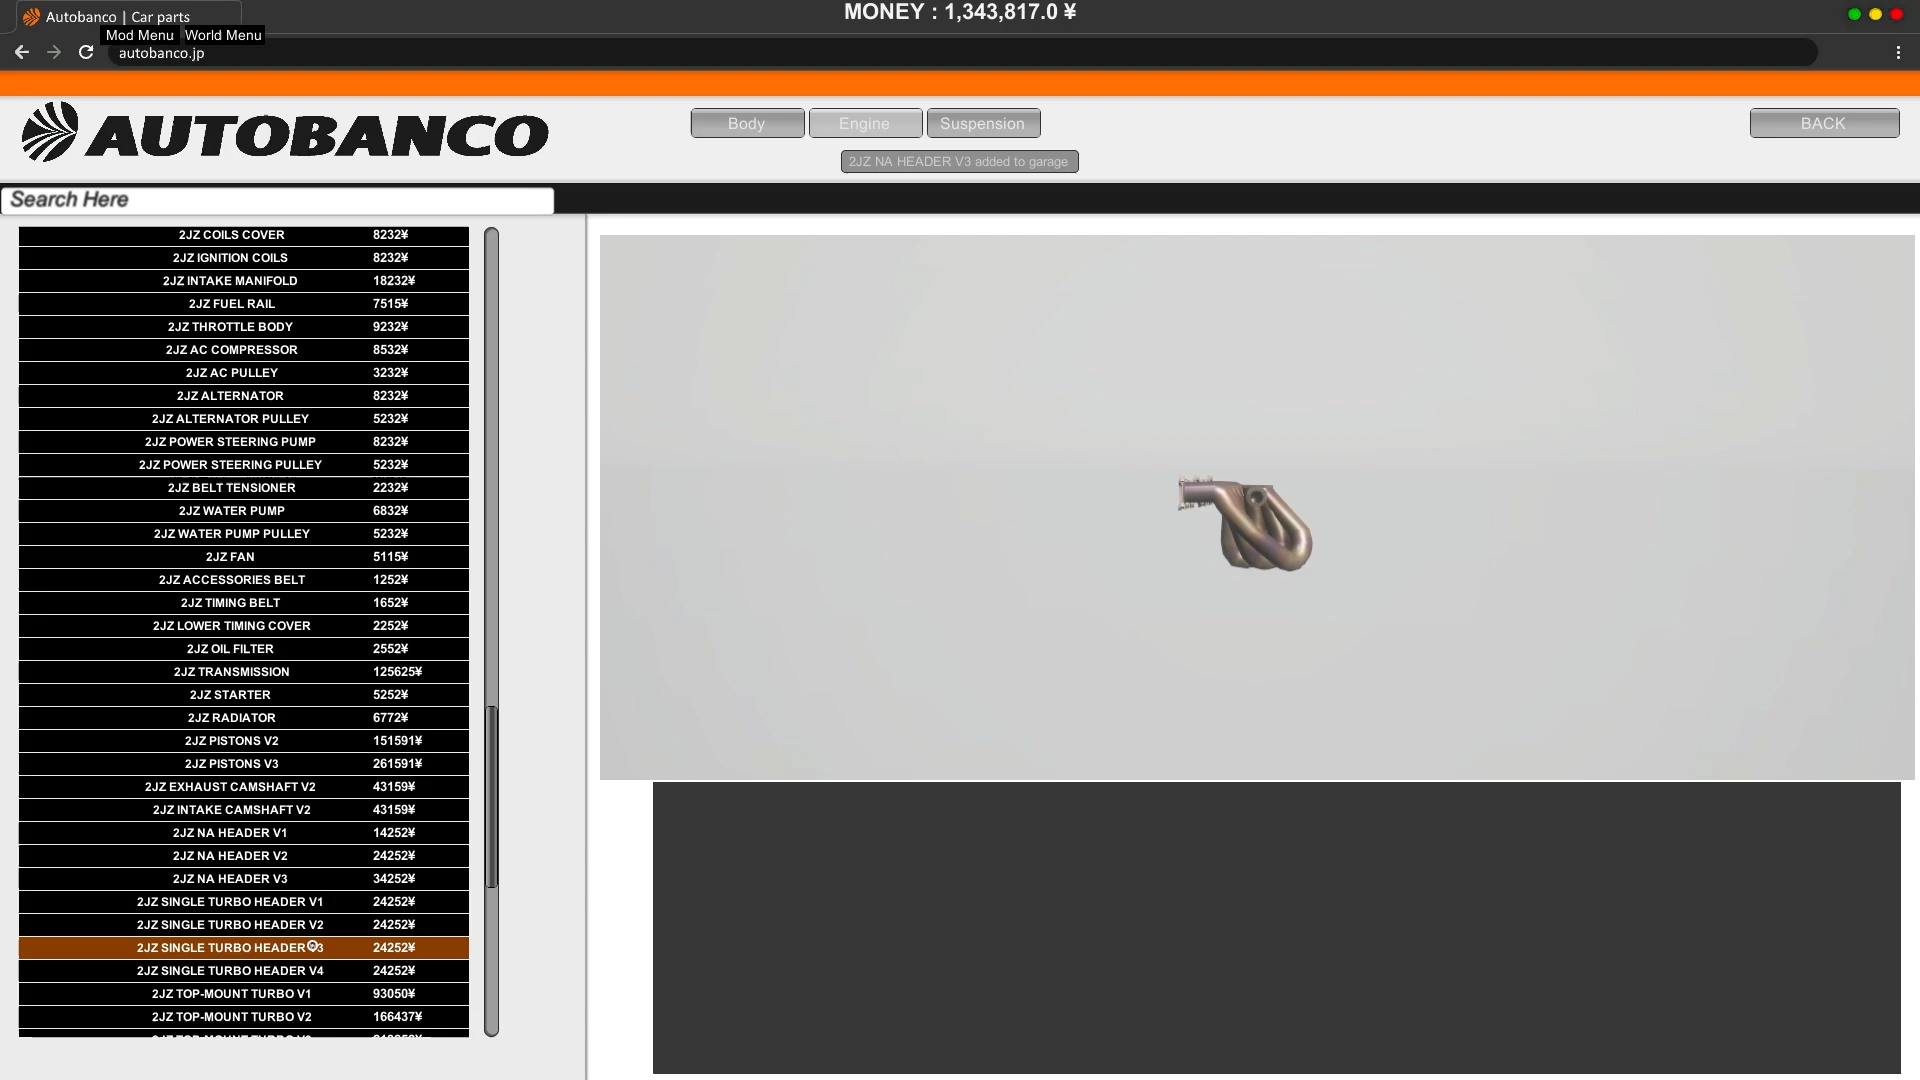 Autobanco | Car parts
MONEY : 1,343,817.0 ¥
Mod Menu World Menu
autobanco.jp
AUTOBANCO
Body Engine Suspension BACK
2JZ NA HEADER V3 added to garage
Search Here
2JZ COILS COVER 8232¥
2JZ IGNITION COILS 8232¥
2JZ INTAKE MANIFOLD 18232¥
2JZ FUEL RAIL 7515¥
2JZ THROTTLE BODY 9232¥
2JZ AC COMPRESSOR 8532¥
2JZ AC PULLEY 3232¥
2JZ ALTERNATOR 8232¥
2JZ ALTERNATOR PULLEY 5232¥
2JZ POWER STEERING PUMP 8232¥
2JZ POWER STEERING PULLEY 5232¥
2JZ BELT TENSIONER 2232¥
2JZ WATER PUMP 6832¥
2JZ WATER PUMP PULLEY 5232¥
2JZ FAN 5115¥
2JZ ACCESSORIES BELT 1252¥
2JZ TIMING BELT 1652¥
2JZ LOWER TIMING COVER 2252¥
2JZ OIL FILTER 2552¥
2JZ TRANSMISSION 125625¥
2JZ STARTER 5252¥
2JZ RADIATOR 6772¥
2JZ PISTONS V2 151591¥
2JZ PISTONS V3 261591¥
2JZ EXHAUST CAMSHAFT V2 43159¥
2JZ INTAKE CAMSHAFT V2 43159¥
2JZ NA HEADER V1 14252¥
2JZ NA HEADER V2 24252¥
2JZ NA HEADER V3 34252¥
2JZ SINGLE TURBO HEADER V1 24252¥
2JZ SINGLE TURBO HEADER V2 24252¥
2JZ SINGLE TURBO HEADER V3 24252¥
2JZ SINGLE TURBO HEADER V4 24252¥
2JZ TOP-MOUNT TURBO V1 93050¥
2JZ TOP-MOUNT TURBO V2 166437¥